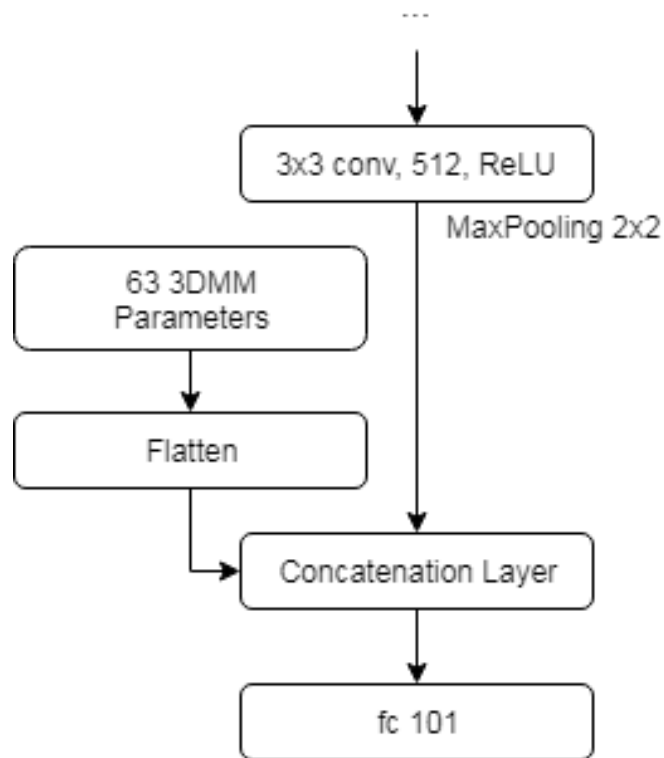 ...
3x3 conv, 512, ReLU
MaxPooling 2x2
63 3DMM
Parameters
Flatten
Concatenation Layer
fc 101